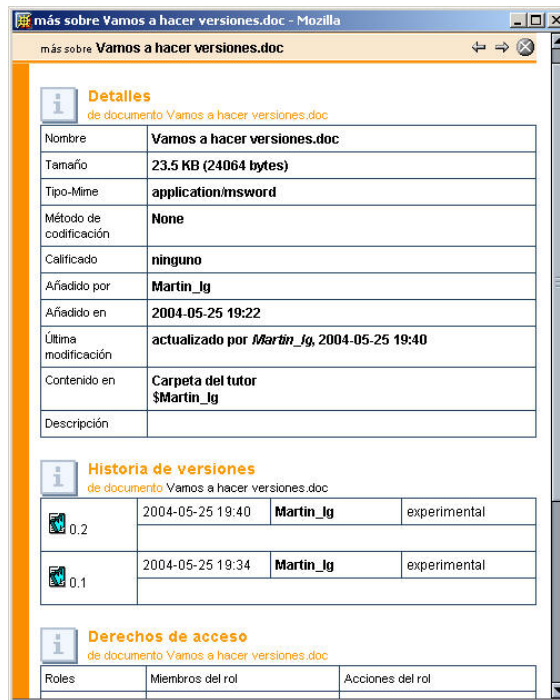 más sobre Vamos a hacer versiones.doc - Mozilla
más sobre Vamos a hacer versiones.doc
Detalles
de documento Vamos a hacer versiones.doc
Nombre Vamos a hacer versiones.doc
Tamaño 23.5 KB (24064 bytes)
Tipo-Mime application/msword
Método de codificación None
Calificado ninguno
Añadido por Martin_lg
Añadido en 2004-05-25 19:22
Última modificación actualizado por Martin_lg, 2004-05-25 19:40
Contenido en Carpeta del tutor
$Martin_lg
Descripción
Historia de versiones
de documento Vamos a hacer versiones.doc
0.2 2004-05-25 19:40 Martin_lg experimental
0.1 2004-05-25 19:34 Martin_lg experimental
Derechos de acceso
de documento Vamos a hacer versiones.doc
Roles Miembros del rol Acciones del rol